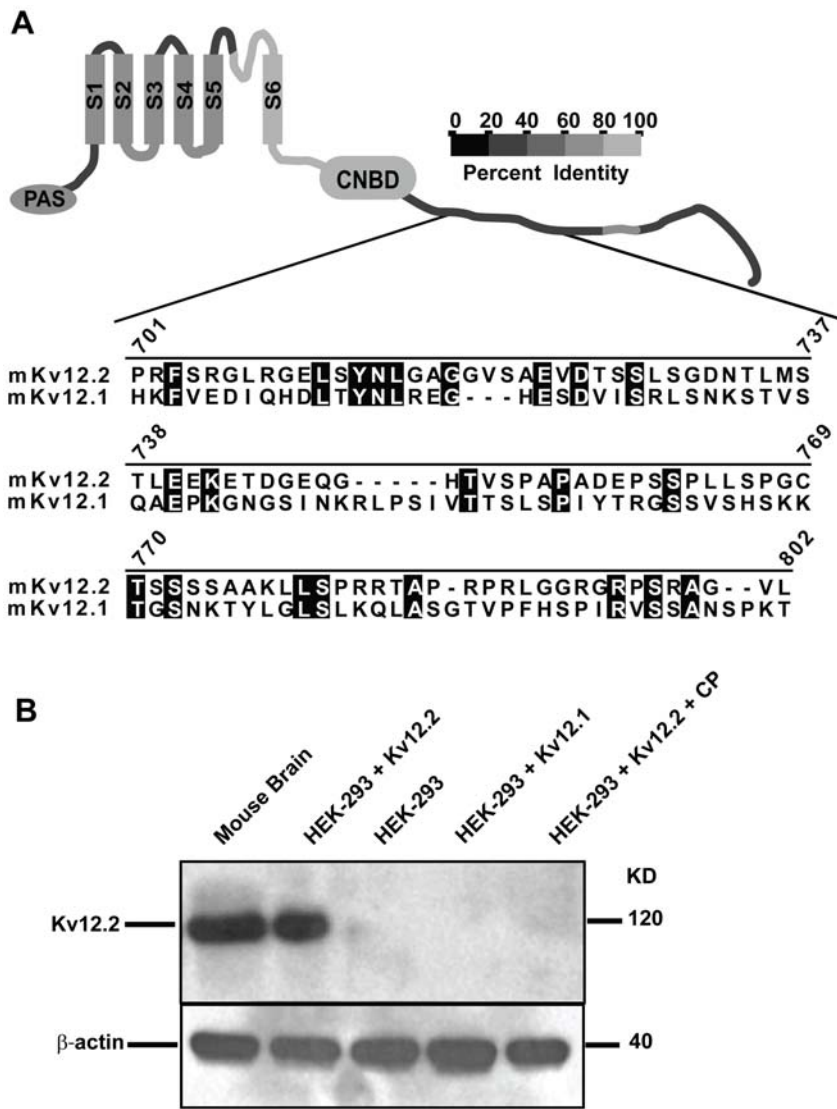 A
S1 S2 S3 S4 S5 S6
0 20 40 60 80 100
Percent Identity
PAS
CNBD
701 737
mKv12.2 PRFSRGLRGELSYNLGAGGVSAEVDTSSLSGDNTLMS
mKv12.1 HKFVEDIQHDLTYNLREG---HESDVISRLSNKSTVS
738 769
mKv12.2 TLEEKETDGEQG-----HTVSPAPADEPSSPLLSPGC
mKv12.1 QAEPKGNGSINKRLPSIVTTSLSPIYTRGSSVSHSKK
770 802
mKv12.2 TSSSSAAKLLSPRRTAP-RPRLGGRGRPSRAG--VL
mKv12.1 TGSNKTYLGLSLKQLASGTVPFHSPIRVSSANSPKT
B
Mouse Brain
HEK-293 + Kv12.2
HEK-293
HEK-293 + Kv12.1
HEK-293 + Kv12.2 + CP
KD
Kv12.2 120
β-actin 40